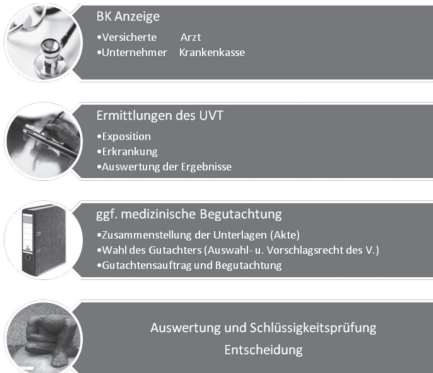 BK Anzeige
•Versicherte Arzt
•Unternehmer Krankenkasse
Ermittlungen des UVT
•Exposition
•Erkrankung
•Auswertung der Ergebnisse
ggf. medizinische Begutachtung
•Zusammenstellung der Unterlagen (Akte)
•Wahl des Gutachters (Auswahl- u. Vorschlagsrecht des V.)
•Gutachtensauftrag und Begutachtung
Auswertung und Schlüssigkeitsprüfung
Entscheidung